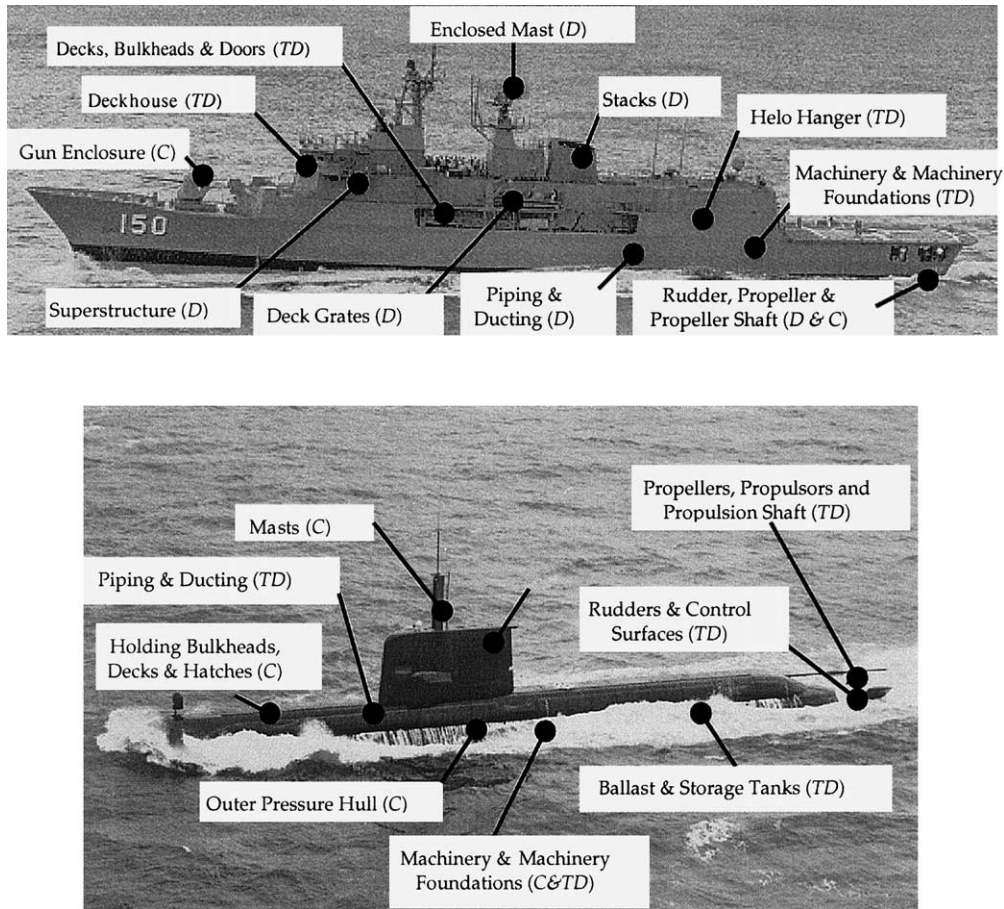 Enclosed Mast (D)
Decks, Bulkheads & Doors (TD)
Deckhouse (TD)
Stacks (D)
Helo Hanger (TD)
Gun Enclosure (C)
Machinery & Machinery
Foundations (TD)
150
Superstructure (D)
Deck Grates (D)
Piping &
Ducting (D)
Rudder, Propeller &
Propeller Shaft (D & C)
Propellers, Propulsors and
Propulsion Shaft (TD)
Masts (C)
Piping & Ducting (TD)
Rudders & Control
Surfaces (TD)
Holding Bulkheads,
Decks & Hatches (C)
Outer Pressure Hull (C)
Ballast & Storage Tanks (TD)
Machinery & Machinery
Foundations (C&TD)